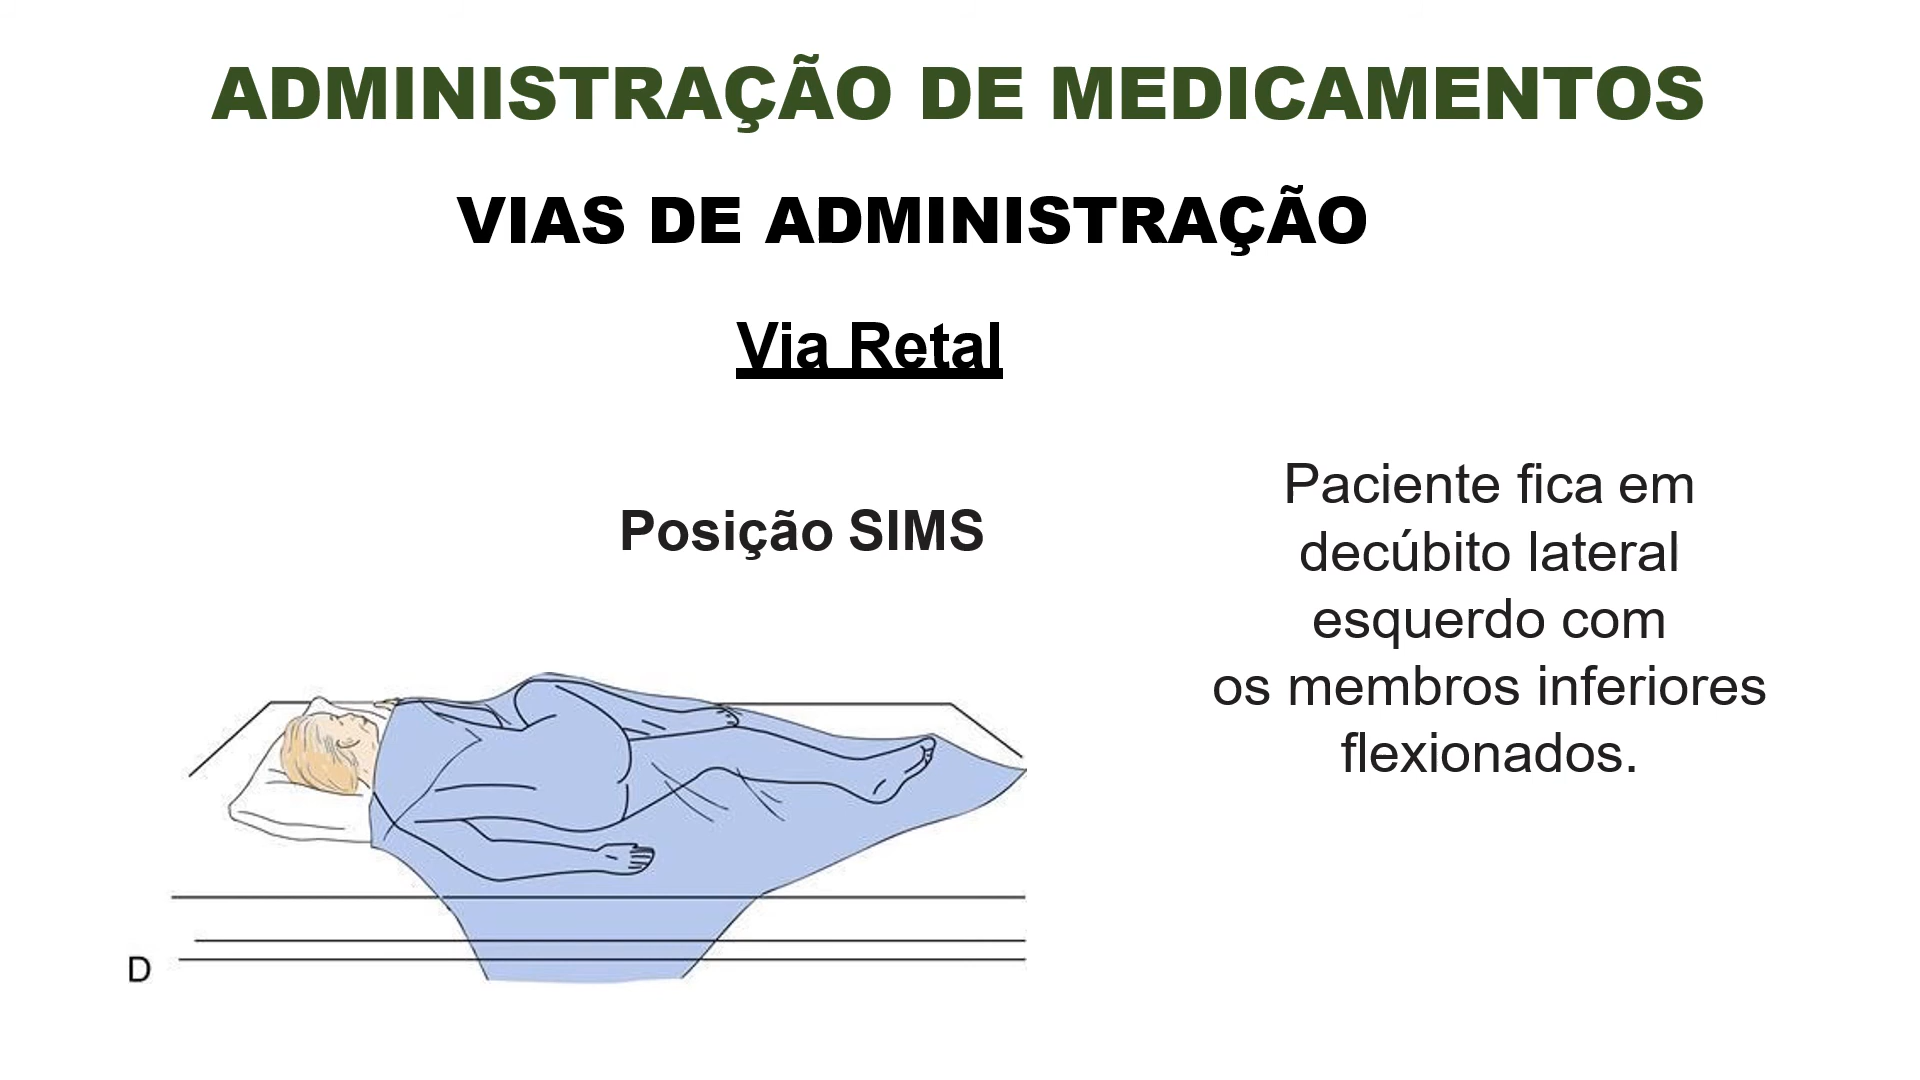 ADMINISTRAÇÃO DE MEDICAMENTOS
VIAS DE ADMINISTRAÇÃO
Via Retal
Posição SIMS
Paciente fica em
decúbito lateral
esquerdo com
os membros inferiores
flexionados.
D